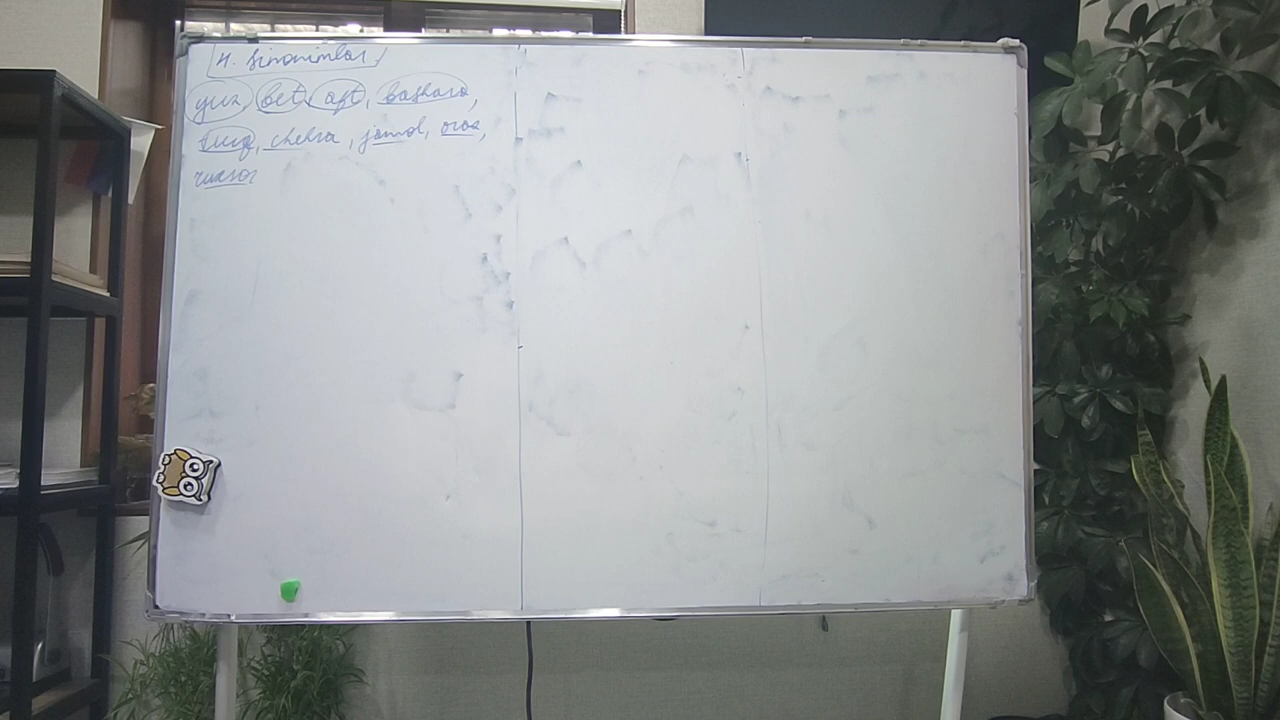 4. Sinonimlar
yuz, bet, aft, bashara,
turq, chehra, jamol, oraz,
ruxsor